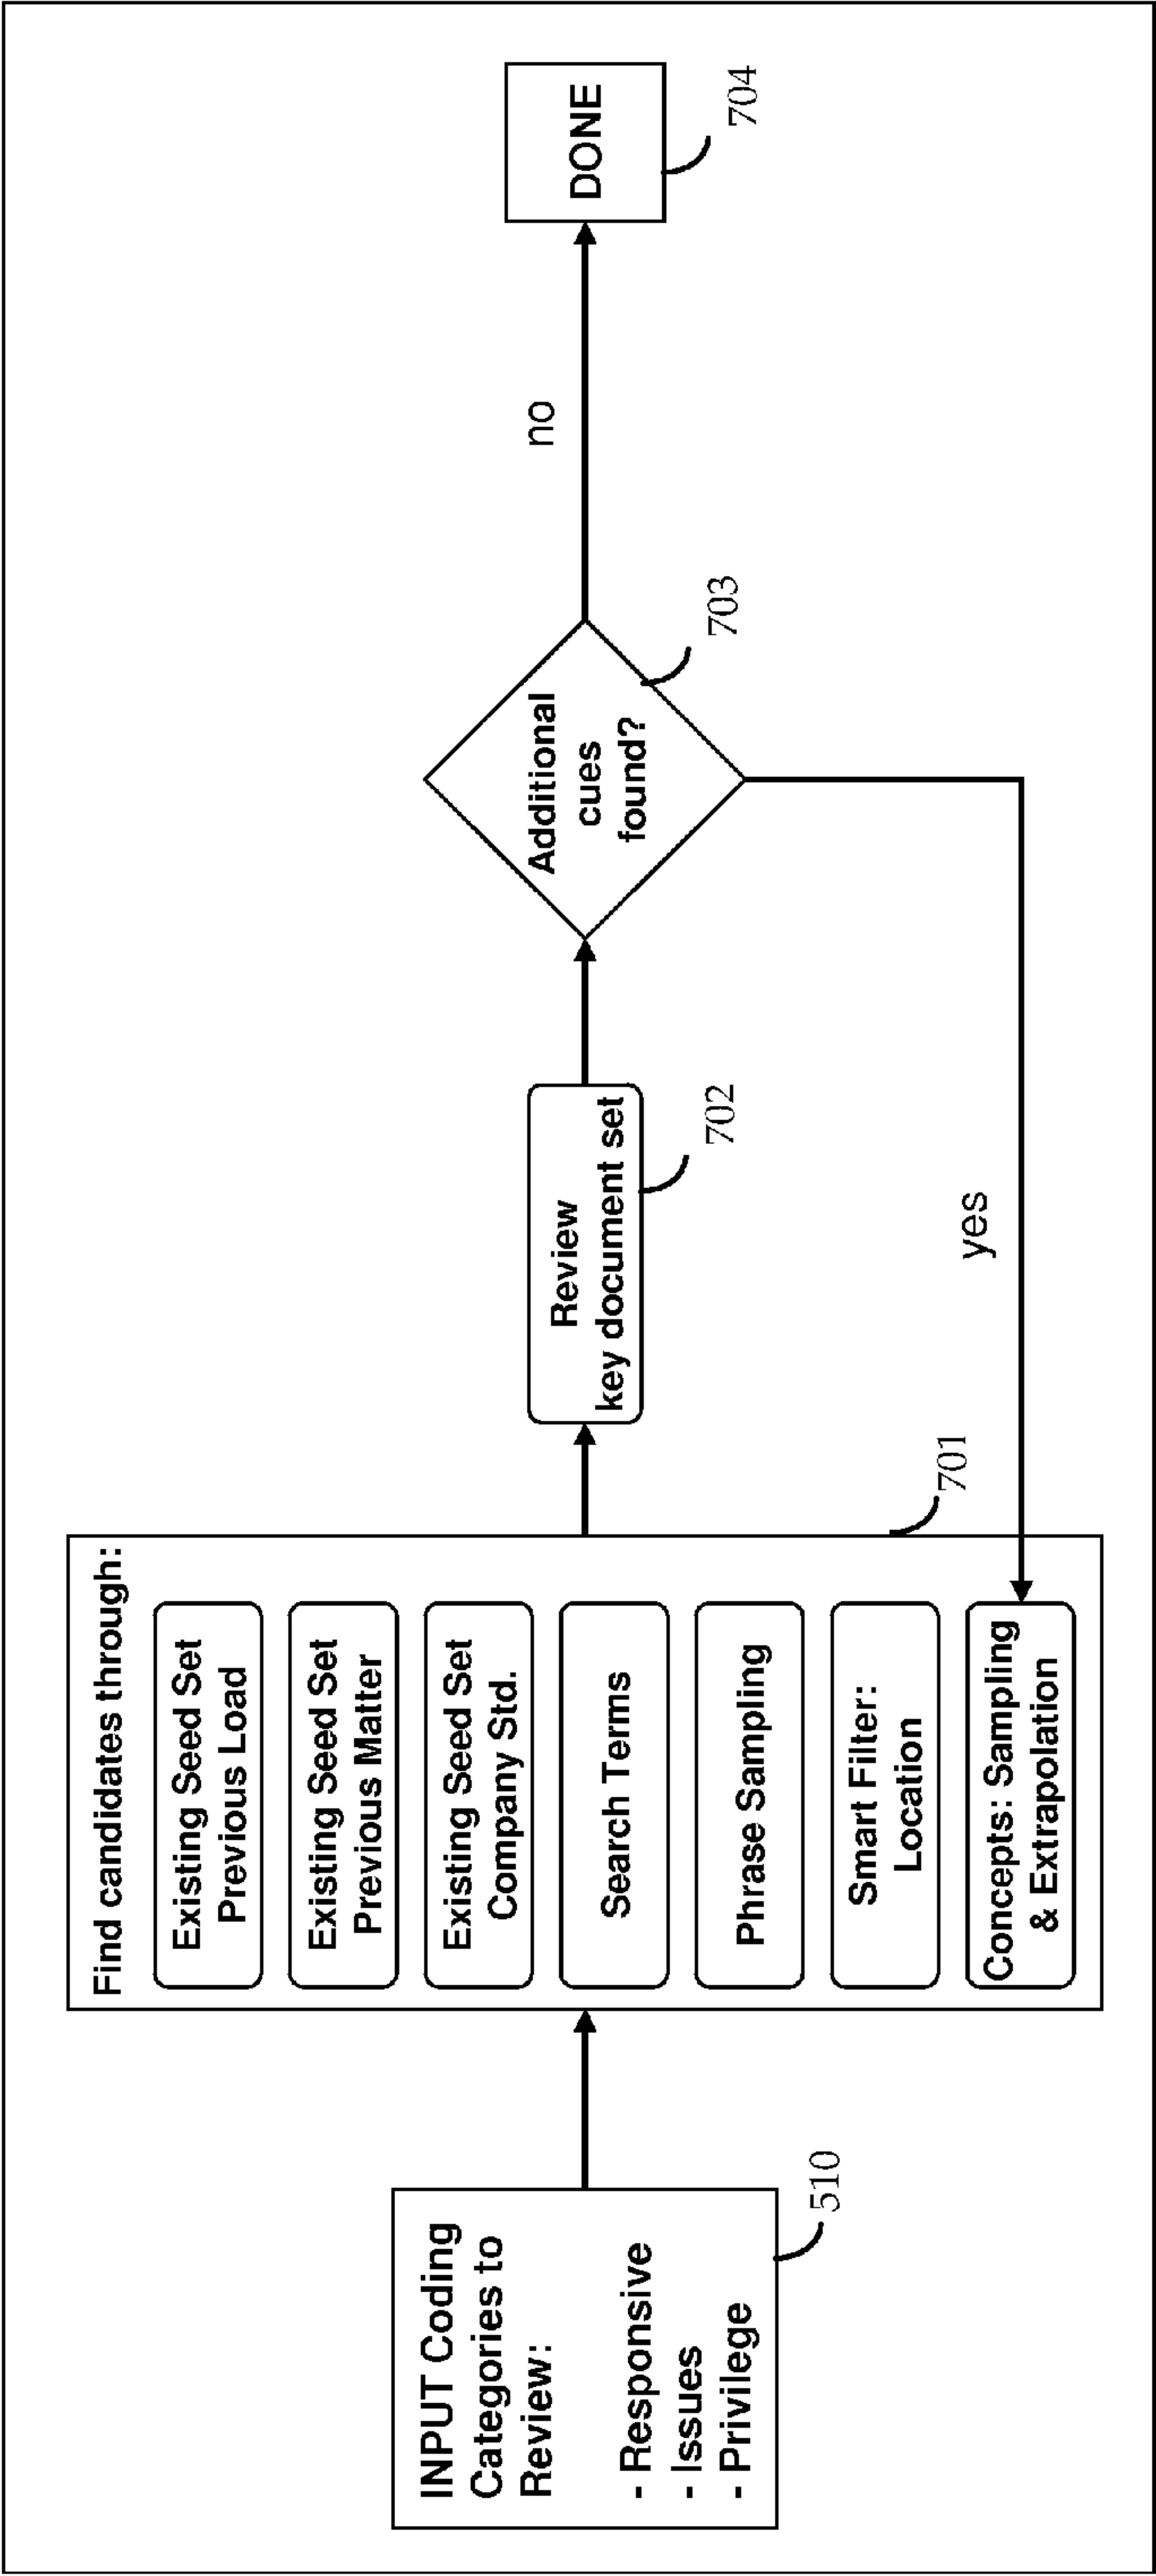 INPUT Coding
Categories to
Review:
- Responsive
- Issues
- Privilege
510
Find candidates through:
Existing Seed Set
Previous Load
Existing Seed Set
Previous Matter
Existing Seed Set
Company Std.
Search Terms
Phrase Sampling
Smart Filter:
Location
Concepts: Sampling
& Extrapolation
701
Review
key document set
702
Additional
cues
found?
703
yes
no
DONE
704